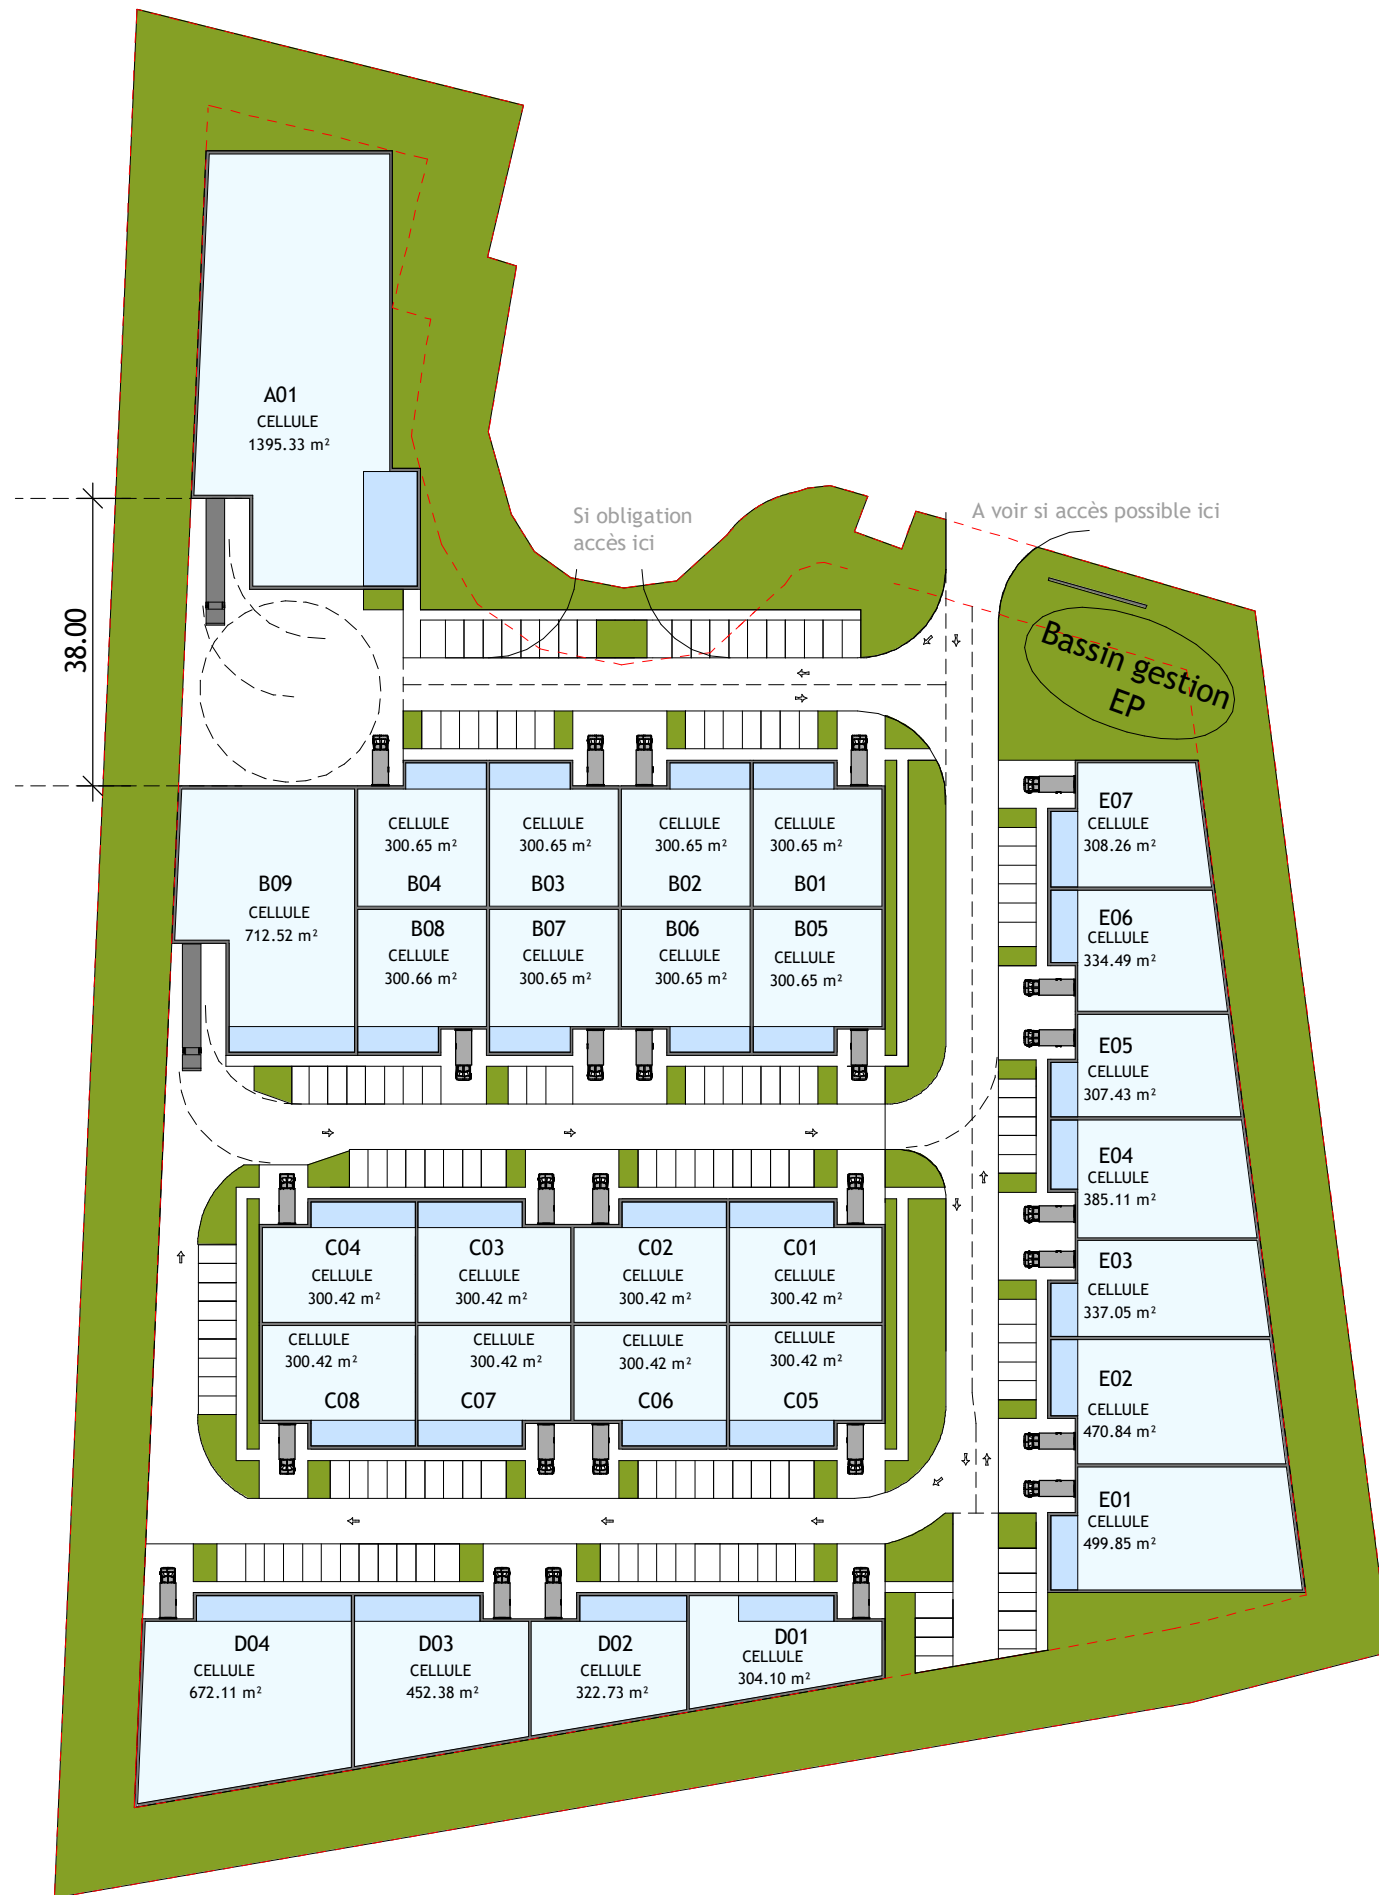 A01
CELLULE
1395.33 m²
Si obligation
accès ici
A voir si accès possible ici
38.00
Bassin gestion
EP
CELLULE
300.65 m²
B04
CELLULE
300.65 m²
B03
CELLULE
300.65 m²
B02
CELLULE
300.65 m²
B01
B09
CELLULE
712.52 m²
B08
CELLULE
300.66 m²
B07
CELLULE
300.65 m²
B06
CELLULE
300.65 m²
B05
CELLULE
300.65 m²
E07
CELLULE
308.26 m²
E06
CELLULE
334.49 m²
E05
CELLULE
307.43 m²
E04
CELLULE
385.11 m²
E03
CELLULE
337.05 m²
E02
CELLULE
470.84 m²
E01
CELLULE
499.85 m²
C04
CELLULE
300.42 m²
C03
CELLULE
300.42 m²
C02
CELLULE
300.42 m²
C01
CELLULE
300.42 m²
CELLULE
300.42 m²
C08
CELLULE
300.42 m²
C07
CELLULE
300.42 m²
C06
CELLULE
300.42 m²
C05
D04
CELLULE
672.11 m²
D03
CELLULE
452.38 m²
D02
CELLULE
322.73 m²
D01
CELLULE
304.10 m²